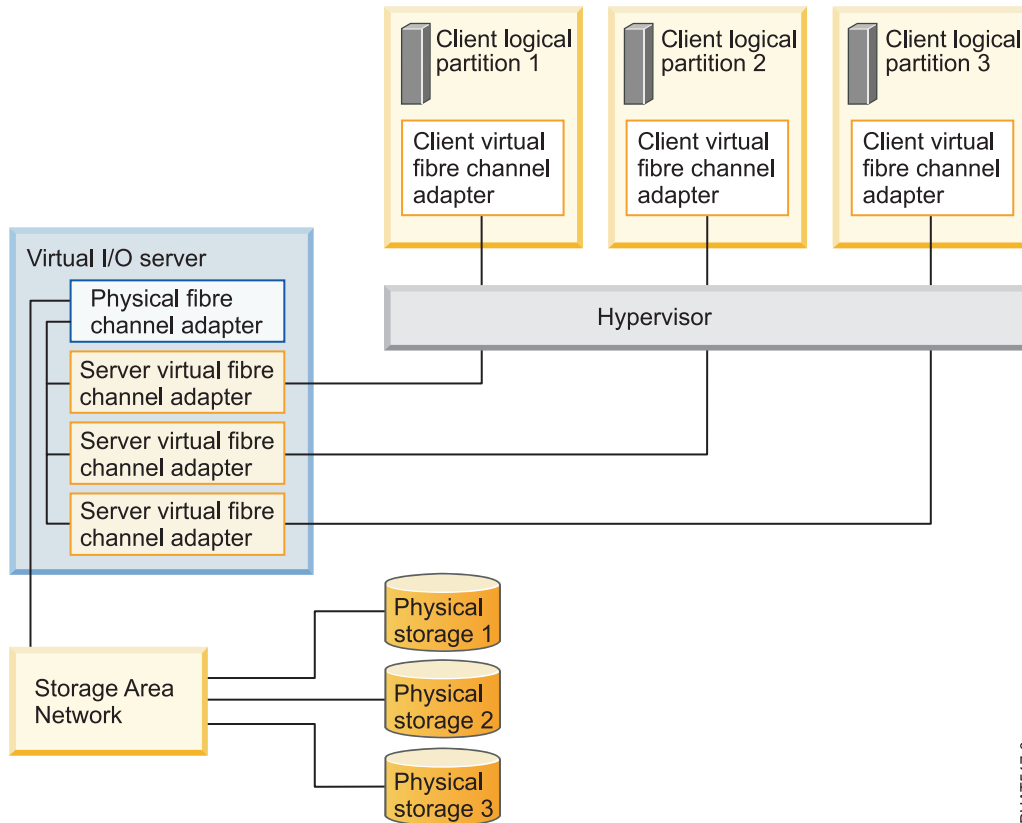 Client logical
partition 1
Client logical
partition 2
Client logical
partition 3
Client virtual
fibre channel
adapter
Client virtual
fibre channel
adapter
Client virtual
fibre channel
adapter
Virtual I/O server
Physical fibre
channel adapter
Hypervisor
Server virtual fibre
channel adapter
Server virtual fibre
channel adapter
Server virtual fibre
channel adapter
Physical
storage 1
Storage Area
Network
Physical
storage 2
Physical
storage 3